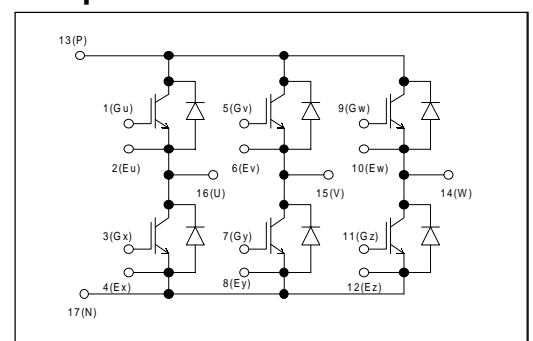 13(P)
1(Gu) 5(Gv) 9(Gw)
2(Eu) 6(Ev) 10(Ew)
16(U) 15(V) 14(W)
3(Gx) 7(Gy) 11(Gz)
4(Ex) 8(Ey) 12(Ez)
17(N)